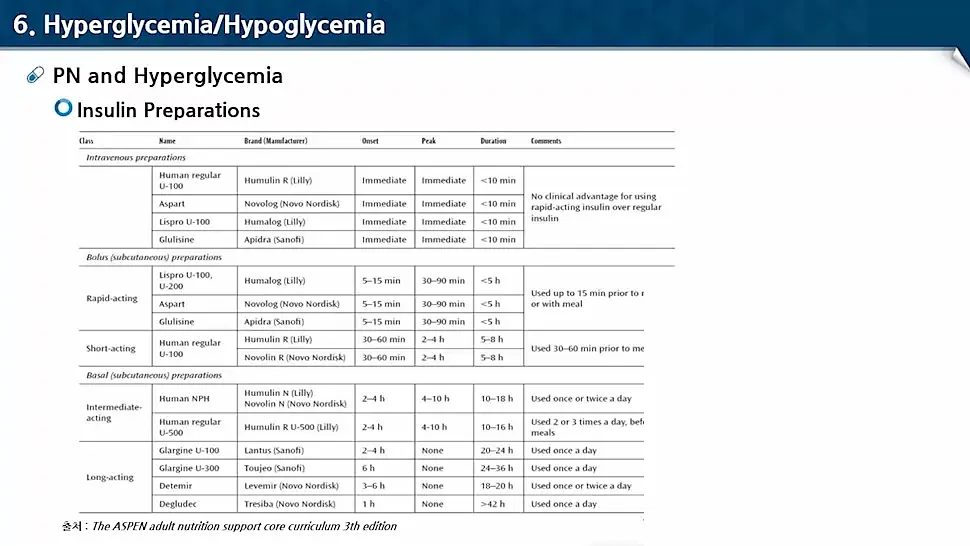 6. Hyperglycemia/Hypoglycemia
PN and Hyperglycemia
Insulin Preparations
Class Name Brand (Manufacturer) Onset Peak Duration Comments
Intravenous preparations
Human regular
U-100 Humulin R (Lilly) Immediate Immediate <10 min
Aspart Novolog (Novo Nordisk) Immediate Immediate <10 min
Lispro U-100 Humalog (Lilly) Immediate Immediate <10 min
Glulisine Apidra (Sanofi) Immediate Immediate <10 min
No clinical advantage for using
rapid-acting insulin over regular
insulin
Bolus (subcutaneous) preparations
Rapid-acting
Lispro U-100,
U-200 Humalog (Lilly) 5–15 min 30–90 min <5 h
Aspart Novolog (Novo Nordisk) 5–15 min 30–90 min <5 h
Glulisine Apidra (Sanofi) 5–15 min 30–90 min <5 h
Used up to 15 min prior to
or with meal
Short-acting
Human regular
U-100
Humulin R (Lilly) 30–60 min 2–4 h 5–8 h
Novolin R (Novo Nordisk) 30–60 min 2–4 h 5–8 h
Used 30–60 min prior to me
Basal (subcutaneous) preparations
Intermediate-
acting
Human NPH
Humulin N (Lilly)
Novolin N (Novo Nordisk)
2–4 h 4–10 h 10–18 h Used once or twice a day
Human regular
U-500 Humulin R U-500 (Lilly) 2-4 h 4-10 h 10–16 h
Used 2 or 3 times a day, bef
meals
Long-acting
Glargine U-100 Lantus (Sanofi) 2–4 h None 20–24 h Used once a day
Glargine U-300 Toujeo (Sanofi) 6 h None 24–36 h Used once a day
Detemir Levemir (Novo Nordisk) 3–6 h None 18–20 h Used once or twice a day
Degludec Tresiba (Novo Nordisk) 1 h None >42 h Used once a day
출처 : The ASPEN adult nutrition support core curriculum 3th edition